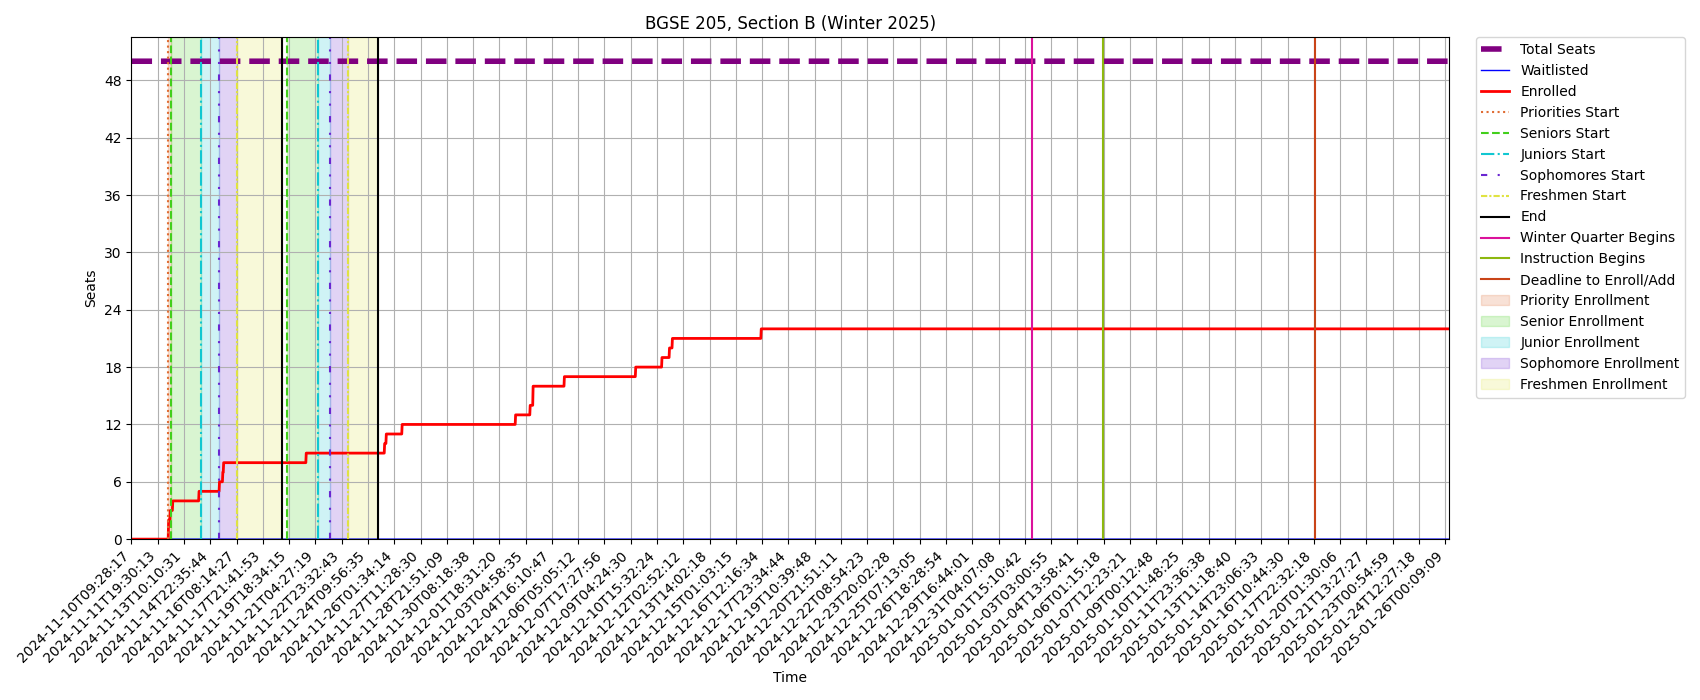 BGSE 205, Section B (Winter 2025)
Seats
48
42
36
30
24
18
12
6
0
2024-11-10T09:28:17
2024-11-11T19:30:13
2024-11-13T10:10:31
2024-11-14T22:35:44
2024-11-16T08:14:27
2024-11-17T21:41:53
2024-11-19T18:34:15
2024-11-21T04:27:19
2024-11-22T23:32:43
2024-11-24T09:56:35
2024-11-26T01:34:14
2024-11-27T11:28:30
2024-11-28T21:51:09
2024-11-30T08:18:38
2024-12-01T18:31:20
2024-12-03T04:58:35
2024-12-04T16:10:47
2024-12-06T05:05:12
2024-12-07T17:27:56
2024-12-09T04:24:30
2024-12-10T15:32:24
2024-12-12T02:52:12
2024-12-13T14:02:18
2024-12-15T01:03:15
2024-12-16T12:16:34
2024-12-17T23:34:44
2024-12-19T10:39:48
2024-12-20T21:51:11
2024-12-22T08:54:23
2024-12-23T20:02:28
2024-12-25T07:13:05
2024-12-26T18:28:54
2024-12-29T16:44:01
2024-12-31T04:07:08
2025-01-01T15:10:42
2025-01-03T03:00:55
2025-01-04T13:58:41
2025-01-06T01:15:18
2025-01-07T12:23:21
2025-01-09T00:12:48
2025-01-10T11:48:25
2025-01-11T23:36:38
2025-01-13T11:18:40
2025-01-14T23:06:33
2025-01-16T10:44:30
2025-01-17T22:32:18
2025-01-20T01:30:06
2025-01-21T13:27:27
2025-01-23T00:54:59
2025-01-24T12:27:18
2025-01-26T00:09:09
Time
Total Seats
Waitlisted
Enrolled
Priorities Start
Seniors Start
Juniors Start
Sophomores Start
Freshmen Start
End
Winter Quarter Begins
Instruction Begins
Deadline to Enroll/Add
Priority Enrollment
Senior Enrollment
Junior Enrollment
Sophomore Enrollment
Freshmen Enrollment